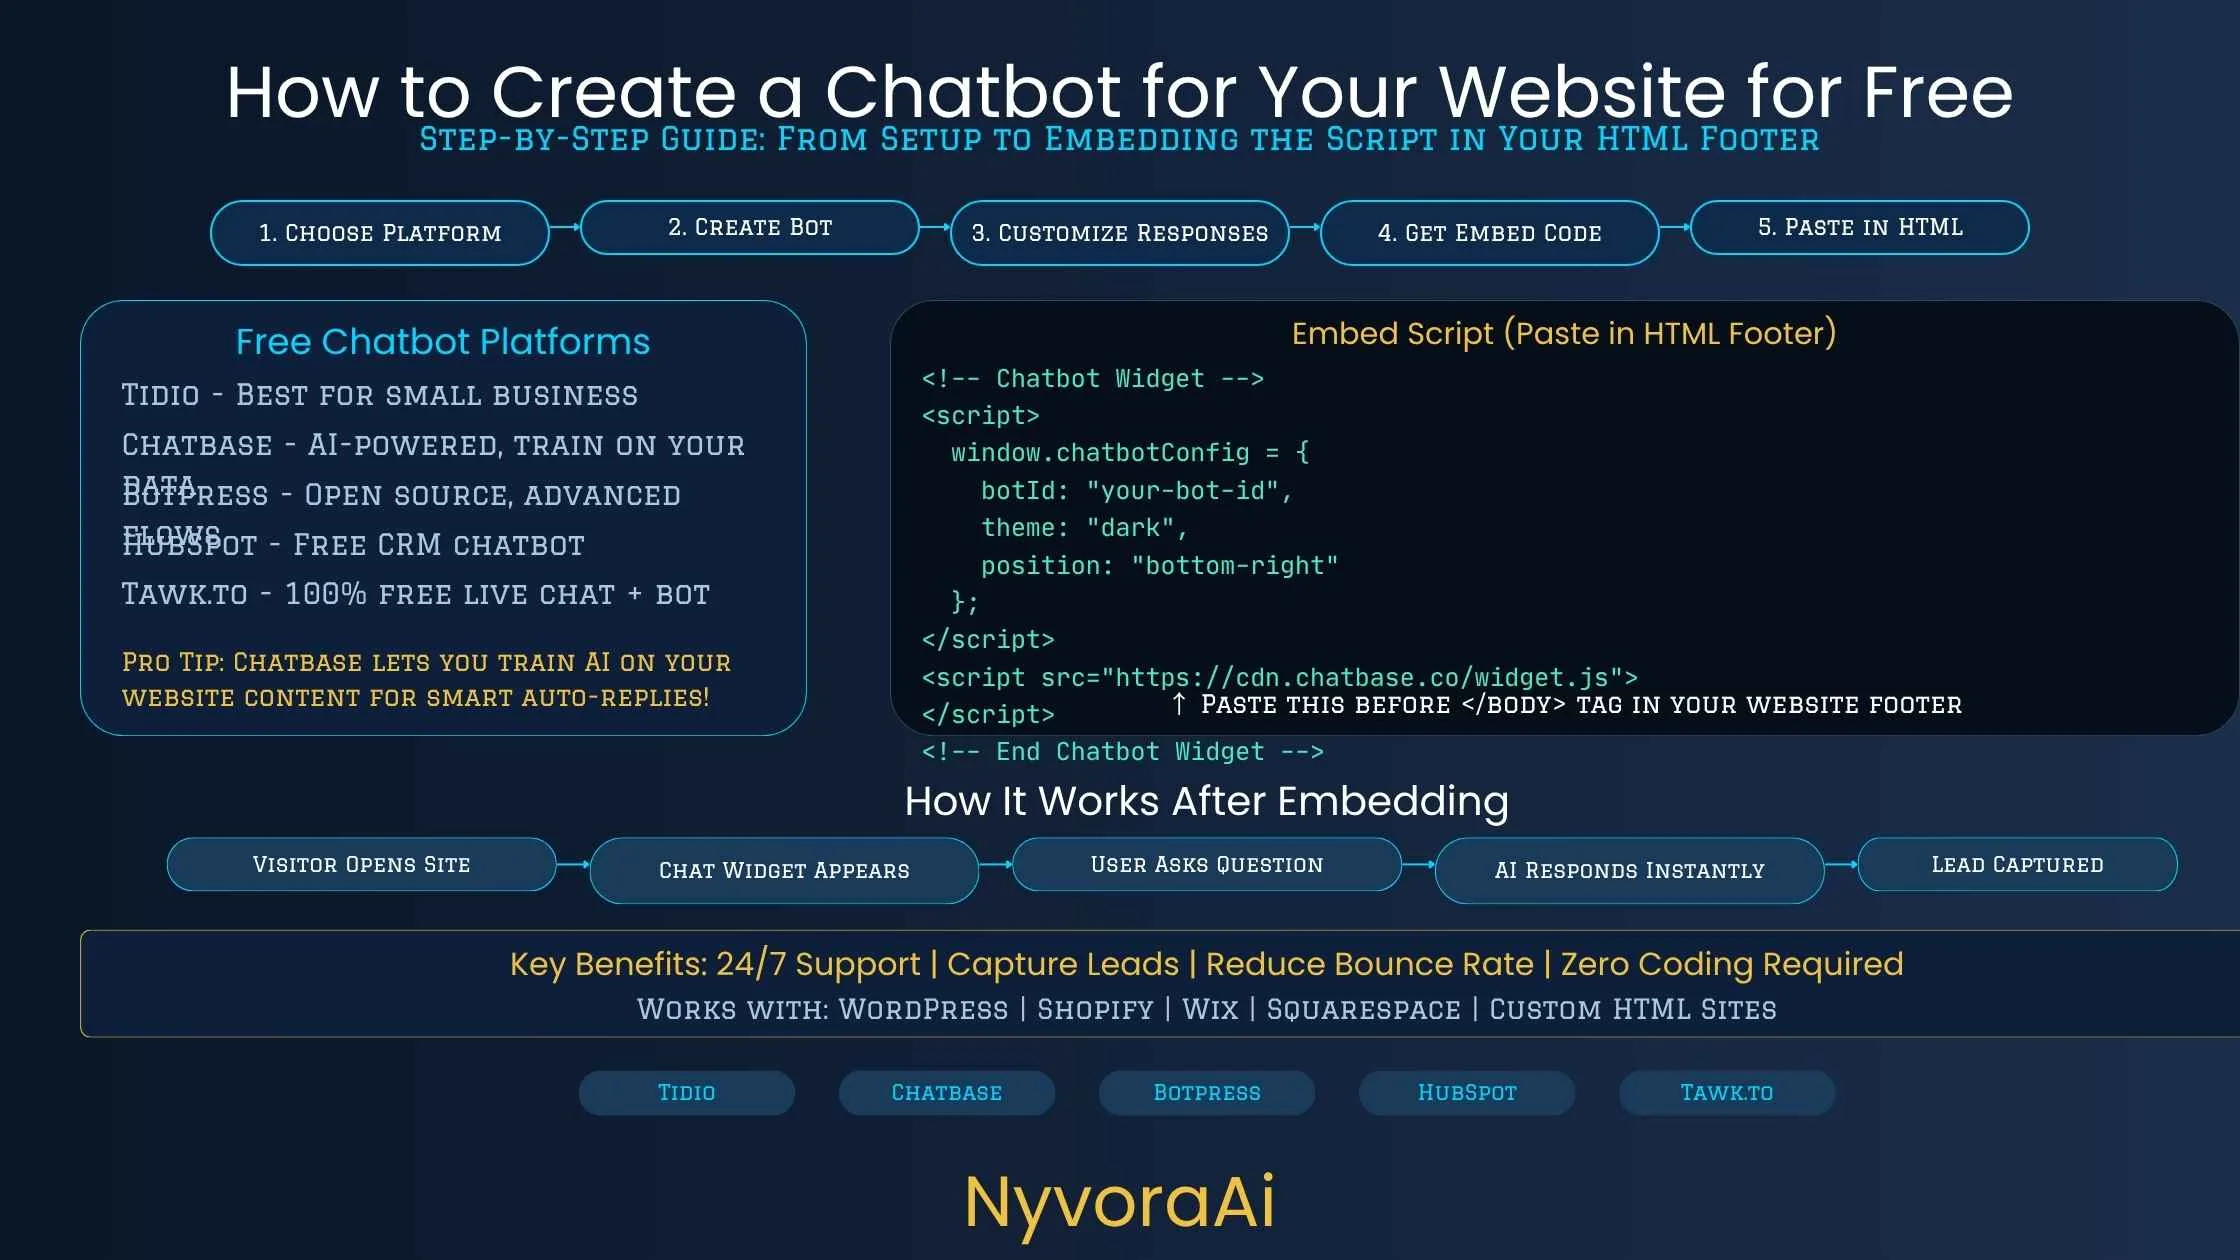 How to Create a Chatbot for Your Website for Free
Step-by-Step Guide: From Setup to Embedding the Script in Your HTML Footer
1. Choose Platform
2. Create Bot
3. Customize Responses
4. Get Embed Code
5. Paste in HTML
Free Chatbot Platforms
Tidio - Best for small business
Chatbase - AI-powered, train on your
data
Botpress - Open source, advanced
flows
HubSpot - Free CRM chatbot
Tawk.to - 100% free live chat + bot
Pro Tip: Chatbase lets you train AI on your
website content for smart auto-replies!
Embed Script (Paste in HTML Footer)
<!-- Chatbot Widget -->
<script>
window.chatbotConfig = {
botId: "your-bot-id",
theme: "dark",
position: "bottom-right"
};
</script>
<script src="https://cdn.chatbase.co/widget.js">
</script>
↑ Paste this before </body> tag in your website footer
<!-- End Chatbot Widget -->
How It Works After Embedding
Visitor Opens Site
Chat Widget Appears
User Asks Question
AI Responds Instantly
Lead Captured
Key Benefits: 24/7 Support | Capture Leads | Reduce Bounce Rate | Zero Coding Required
Works with: WordPress | Shopify | Wix | Squarespace | Custom HTML Sites
Tidio
Chatbase
Botpress
HubSpot
Tawk.to
NyvoraAi